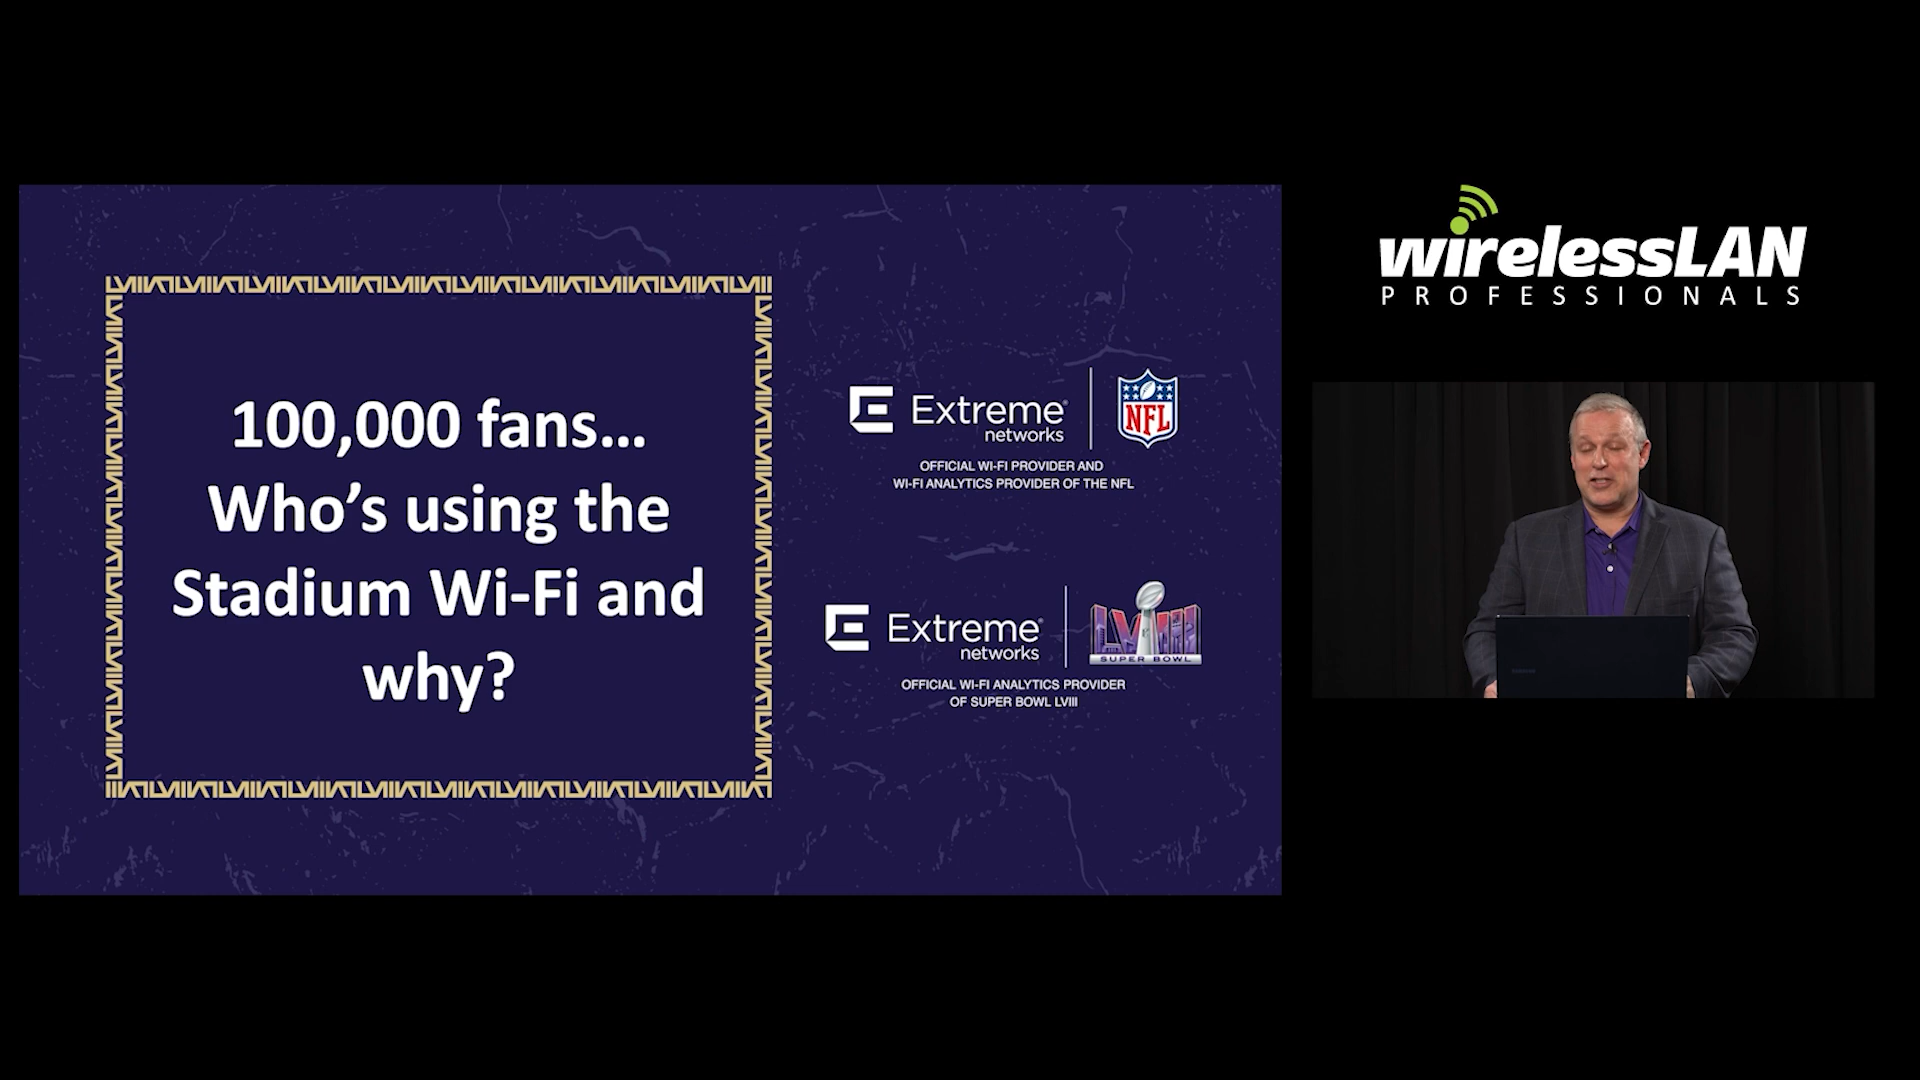 100,000 fans…
Who’s using the
Stadium Wi-Fi and
why?
Extreme
networks
NFL
OFFICIAL WI-FI PROVIDER AND
WI-FI ANALYTICS PROVIDER OF THE NFL
Extreme
networks
LVIII
SUPER BOWL
OFFICIAL WI-FI ANALYTICS PROVIDER
OF SUPER BOWL LVIII
wirelessLAN
PROFESSIONALS